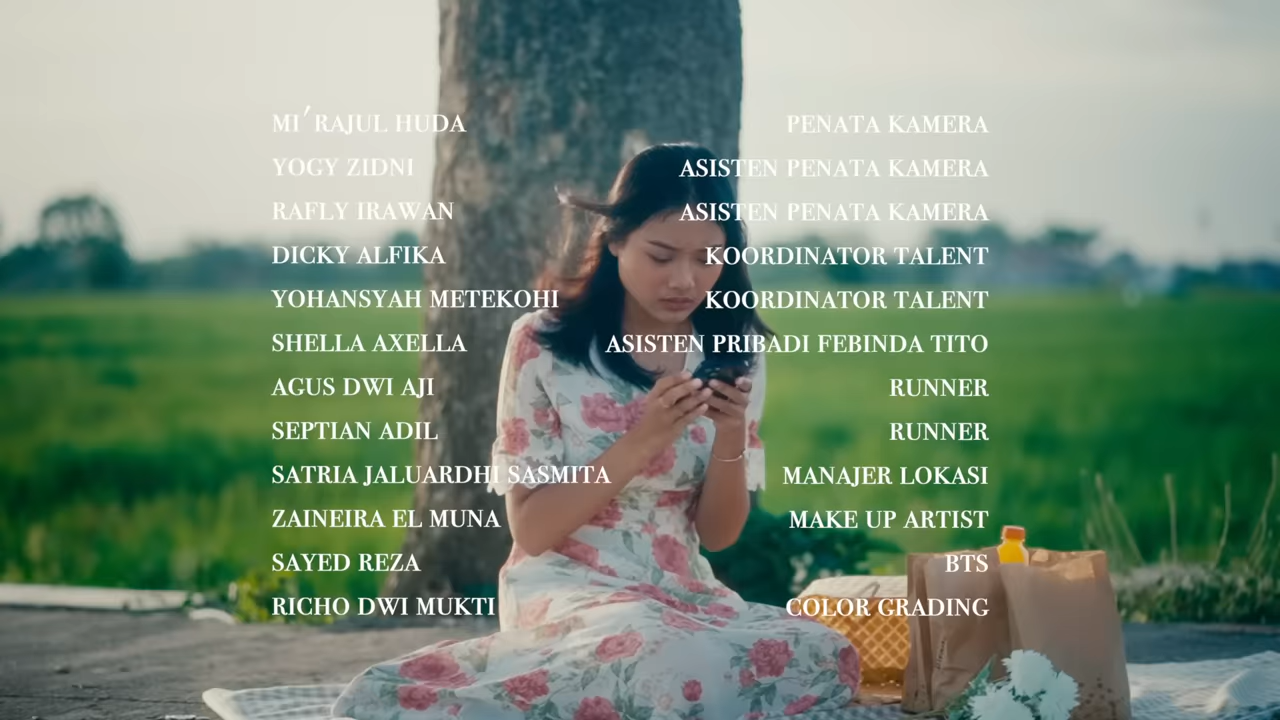 MI'RAJUL HUDA PENATA KAMERA
YOGY ZIDNI ASISTEN PENATA KAMERA
RAFLY IRAWAN ASISTEN PENATA KAMERA
DICKY ALFIKA KOORDINATOR TALENT
YOHANSYAH METEKOHI KOORDINATOR TALENT
SHELLA AXELLA ASISTEN PRIBADI FEBINDA TITO
AGUS DWI AJI RUNNER
SEPTIAN ADIL RUNNER
SATRIA JALUARDHI SASMITA MANAJER LOKASI
ZAINEIRA EL MUNA MAKE UP ARTIST
SAYED REZA BTS
RICHO DWI MUKTI COLOR GRADING